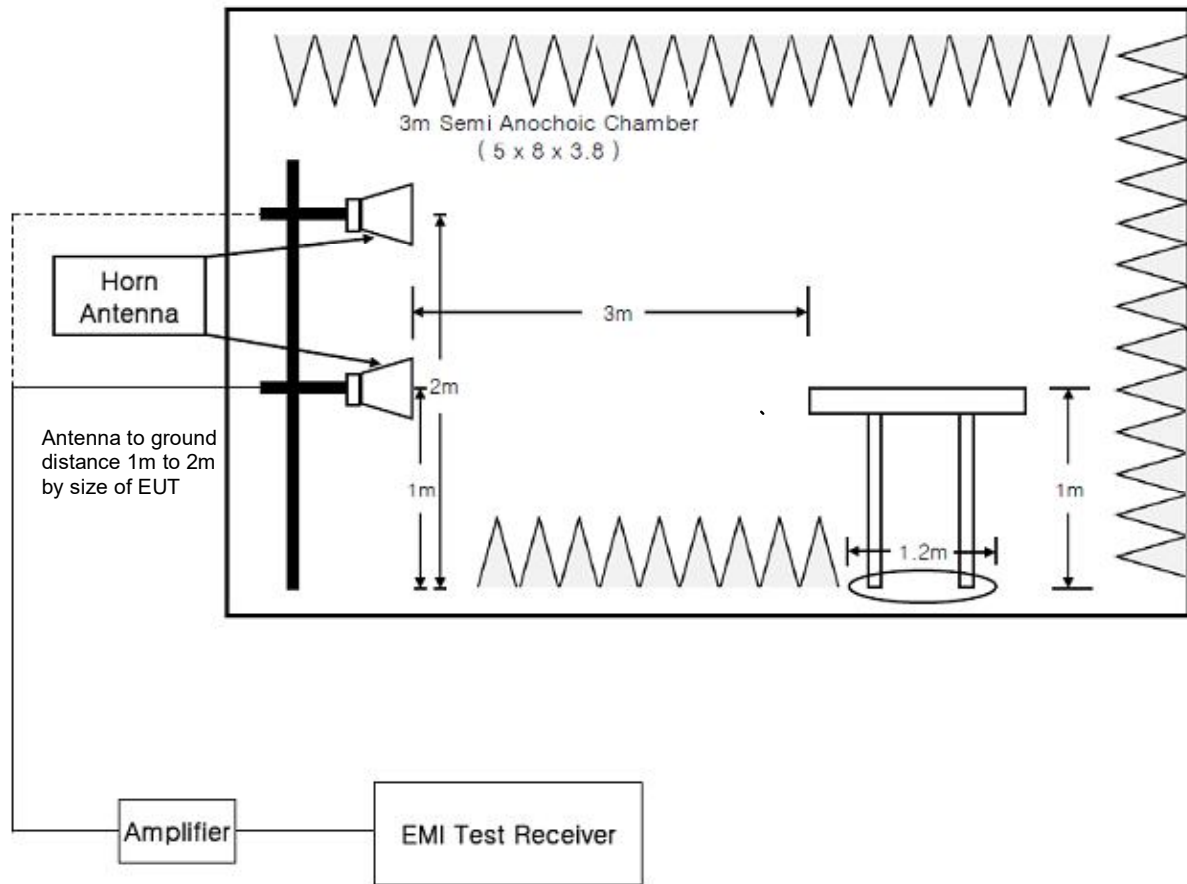 3m Semi Anochoic Chamber
( 5 x 8 x 3.8 )
Horn
Antenna
3m
2m
Antenna to ground
distance 1m to 2m
by size of EUT
1m
1m
1.2m
Amplifier
EMI Test Receiver